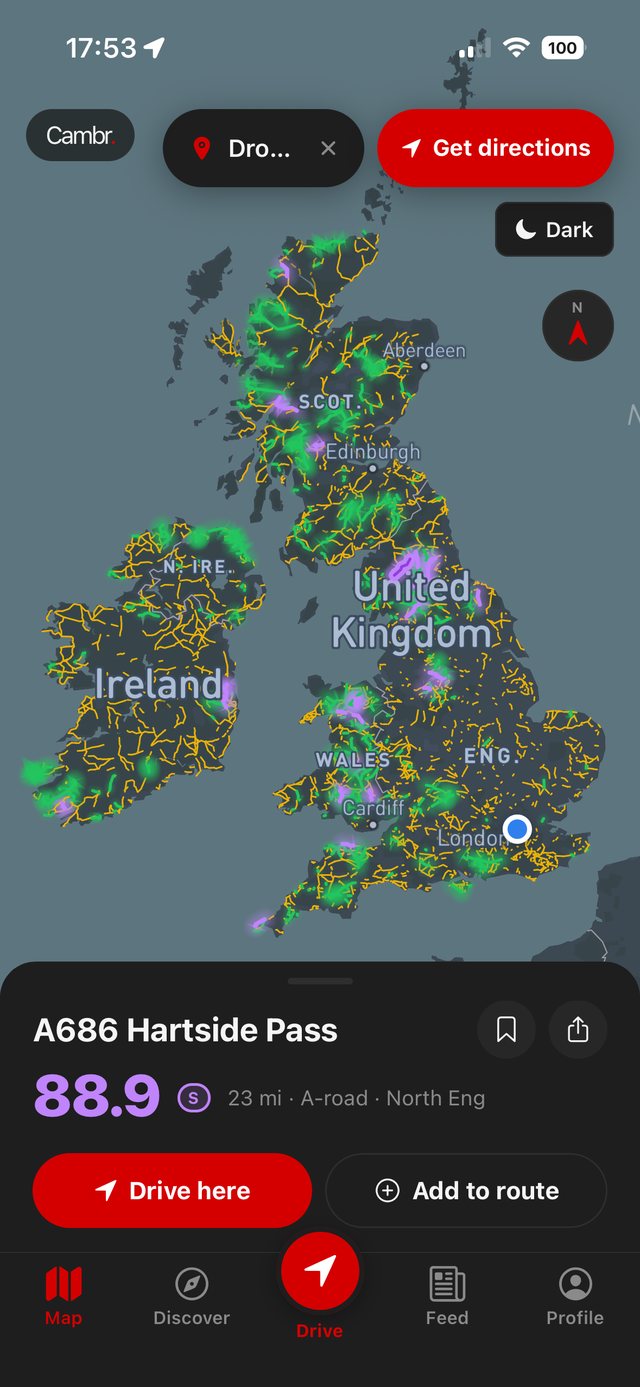 17:53
100
Cambr.
Dro...
Get directions
Dark
N
Aberdeen
SCOT.
N
Edinburgh
N. IRE.
United
Kingdom
Ireland
WALES
ENG.
Cardiff
London
A686 Hartside Pass
88.9
S
23 mi · A-road · North Eng
Drive here
Add to route
Map
Discover
Drive
Feed
Profile